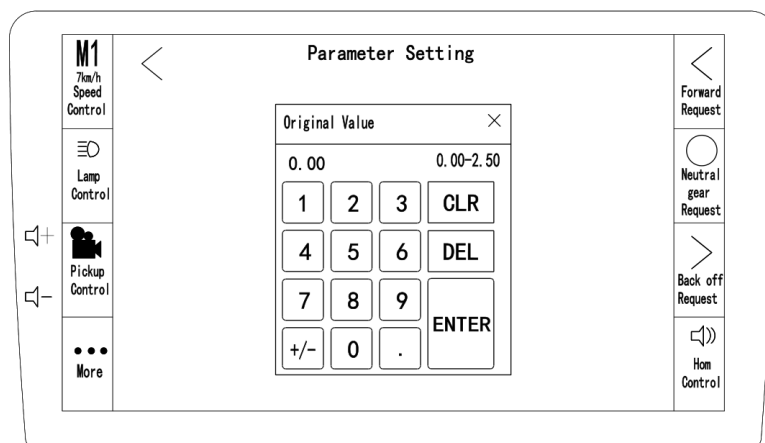 M1
7km/h
Speed
Control
Lamp
Control
Pickup
Control
More
Parameter Setting
Original Value
0.00 0.00-2.50
1 2 3 CLR
4 5 6 DEL
7 8 9
ENTER
+/- 0 .
Forward
Request
Neutral
gear
Request
Back off
Request
Hom
Control